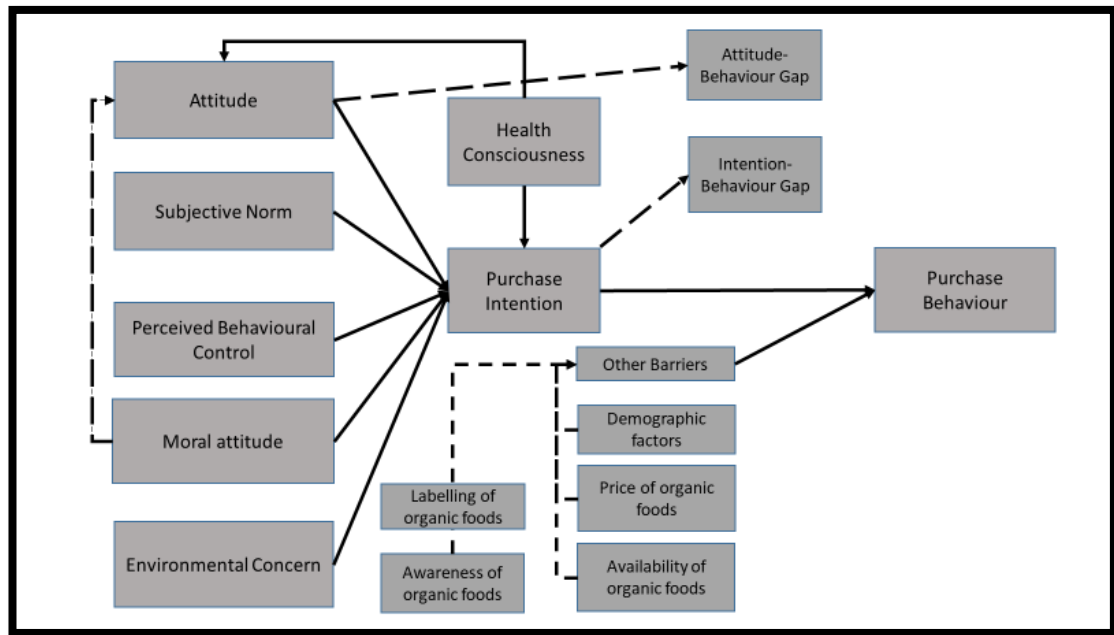 Attitude
Subjective Norm
Perceived Behavioural
Control
Moral attitude
Environmental Concern
Health
Consciousness
Purchase
Intention
Attitude-
Behaviour Gap
Intention-
Behaviour Gap
Purchase
Behaviour
Other Barriers
Demographic
factors
Price of organic
foods
Availability of
organic foods
Labelling of
organic foods
Awareness of
organic foods